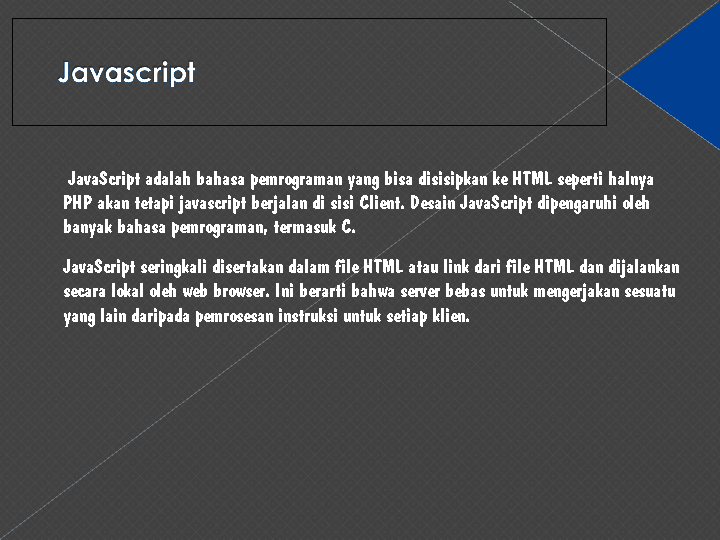 Javascript
JavaScript adalah bahasa pemrograman yang bisa disisipkan ke HTML seperti halnya
PHP akan tetapi javascript berjalan di sisi Client. Desain JavaScript dipengaruhi oleh
banyak bahasa pemrograman, termasuk C.
JavaScript seringkali disertakan dalam file HTML atau link dari file HTML dan dijalankan
secara lokal oleh web browser. Ini berarti bahwa server bebas untuk mengerjakan sesuatu
yang lain daripada pemrosesan instruksi untuk setiap klien.